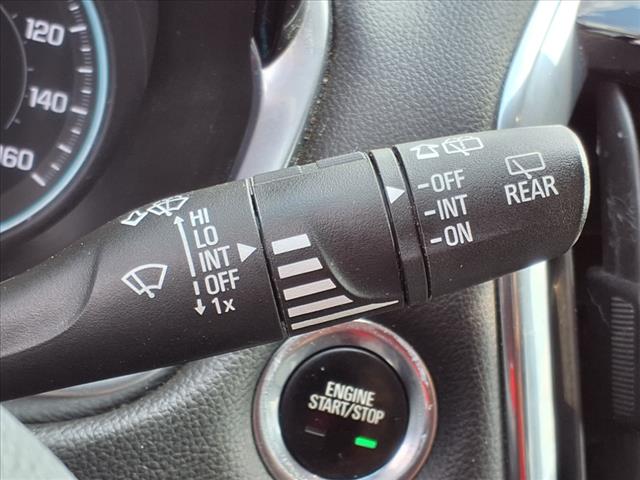 120
140
160
HI
LO
INT
OFF
1x
OFF
INT
ON
REAR
ENGINE
START/STOP